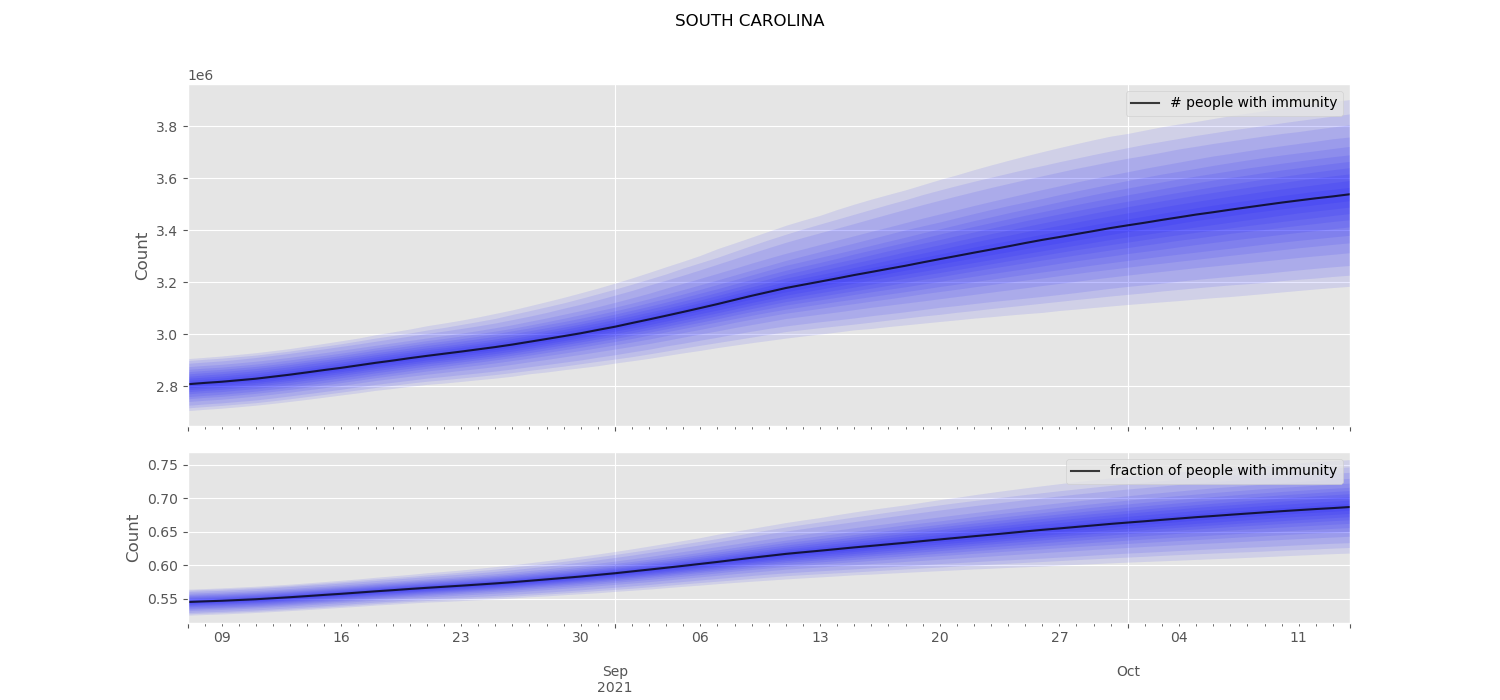 SOUTH CAROLINA
1e6
# people with immunity
3.8
3.6
3.4
3.2
3.0
2.8
Count
fraction of people with immunity
0.75
0.70
0.65
0.60
0.55
Count
09 16 23 30 06 13 20 27 04 11
Sep Oct
2021